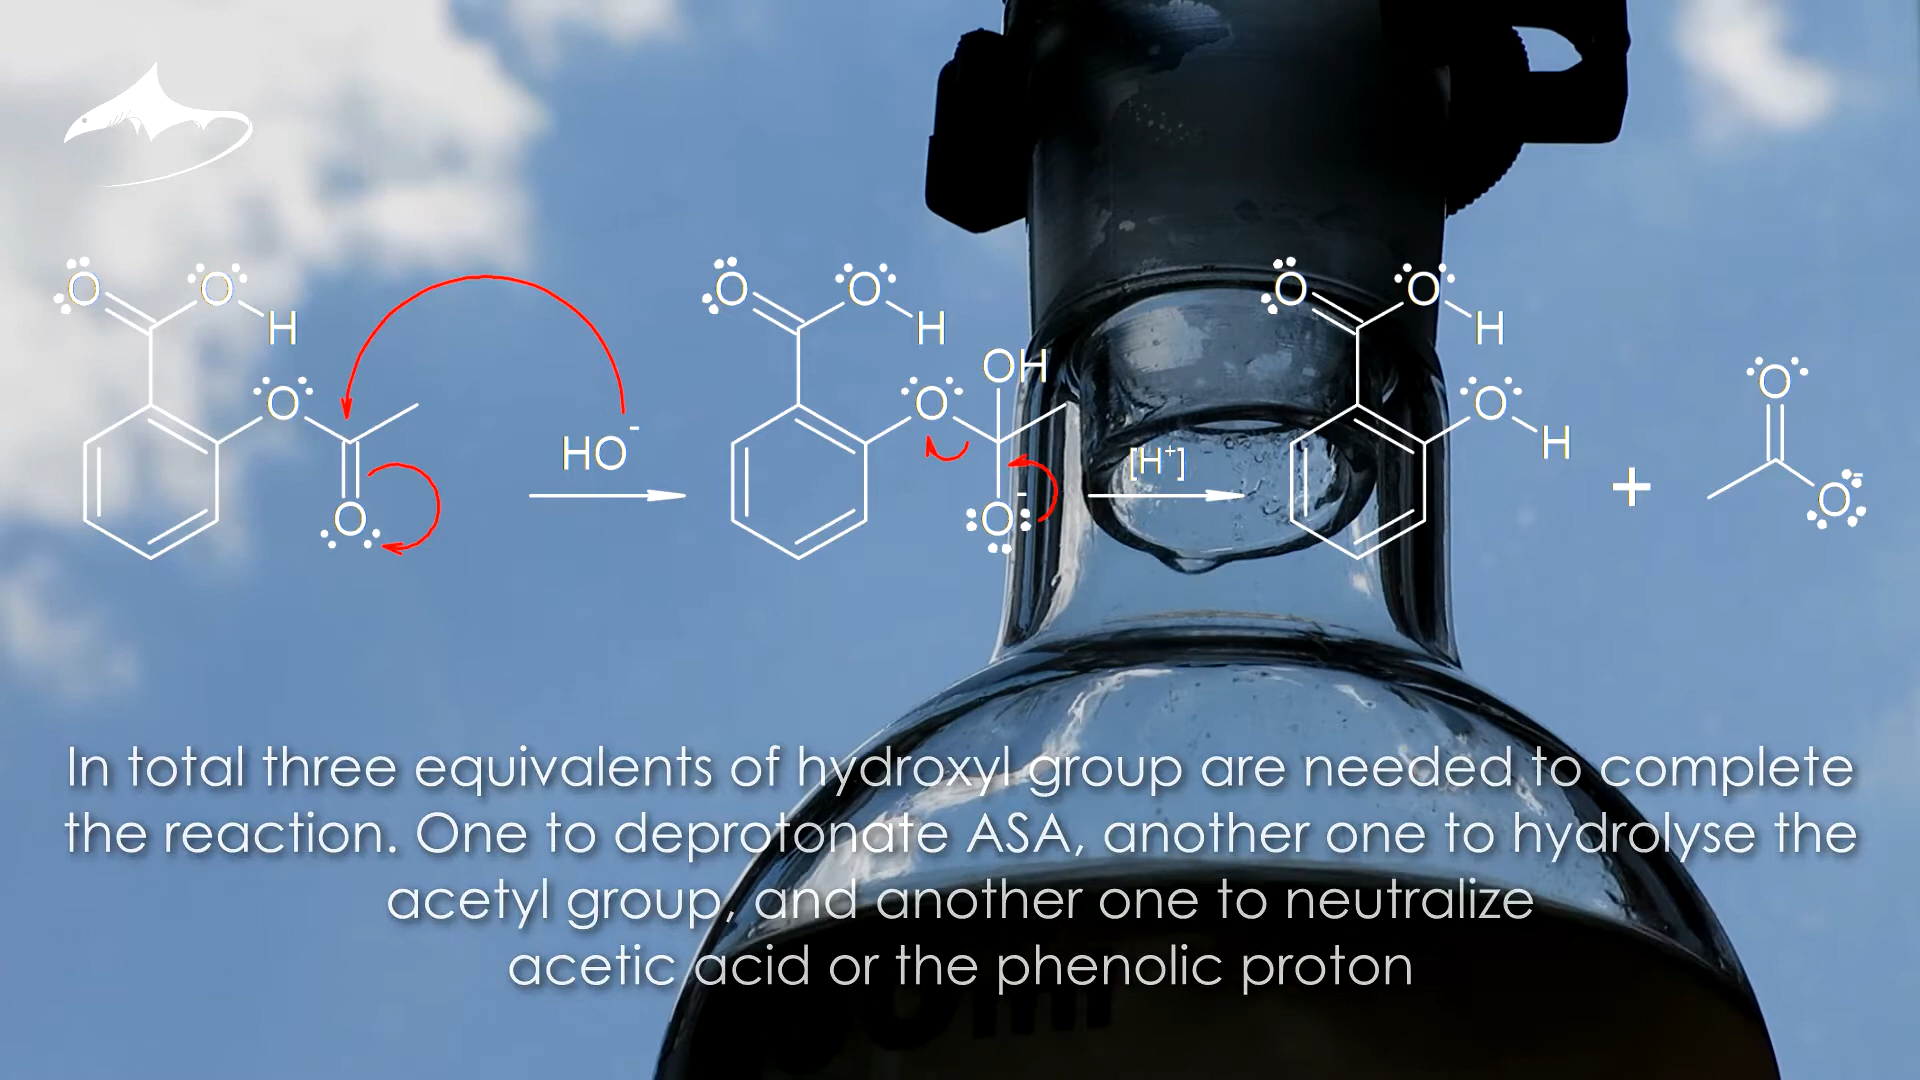 O O H O O
HO-
O O H O OH O-
[H+]
O O H O H + O O-
In total three equivalents of hydroxyl group are needed to complete
the reaction. One to deprotonate ASA, another one to hydrolyse the
acetyl group, and another one to neutralize
acetic acid or the phenolic proton